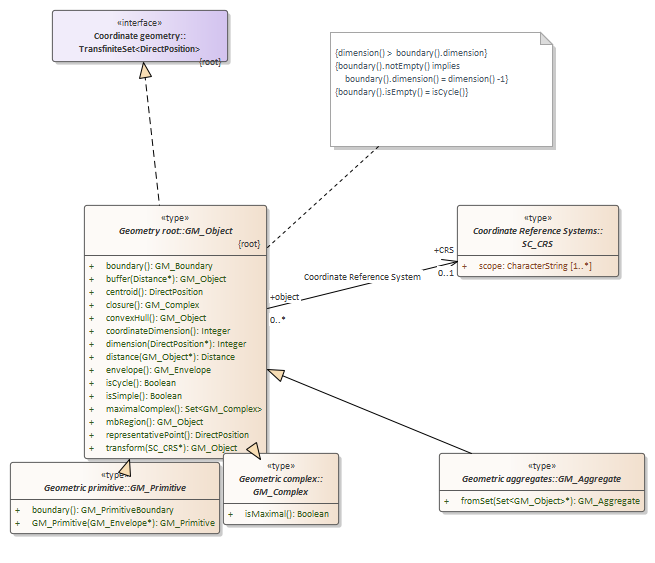 «interface»
Coordinate geometry::
TransfiniteSet<DirectPosition>
{root}
{dimension() > boundary().dimension}
{boundary().notEmpty() implies
boundary().dimension() = dimension() -1}
{boundary().isEmpty() = isCycle()}
«type»
Geometry root::GM_Object
{root}
+ boundary(): GM_Boundary
+ buffer(Distance*): GM_Object
+ centroid(): DirectPosition
+ closure(): GM_Complex
+ convexHull(): GM_Object
+ coordinateDimension(): Integer
+ dimension(DirectPosition*): Integer
+ distance(GM_Object*): Distance
+ envelope(): GM_Envelope
+ isCycle(): Boolean
+ isSimple(): Boolean
+ maximalComplex(): Set<GM_Complex>
+ mbRegion(): GM_Object
+ representativePoint(): DirectPosition
+ transform(SC_CRS*): GM_Object
«type»
Coordinate Reference Systems::
SC_CRS
+ scope: CharacterString [1..*]
+CRS
0..1
Coordinate Reference System
+object
0..*
«type»
Geometric primitive::GM_Primitive
+ boundary(): GM_PrimitiveBoundary
+ GM_Primitive(GM_Envelope*): GM_Primitive
«type»
Geometric complex::
GM_Complex
+ isMaximal(): Boolean
«type»
Geometric aggregates::GM_Aggregate
+ fromSet(Set<GM_Object>*): GM_Aggregate